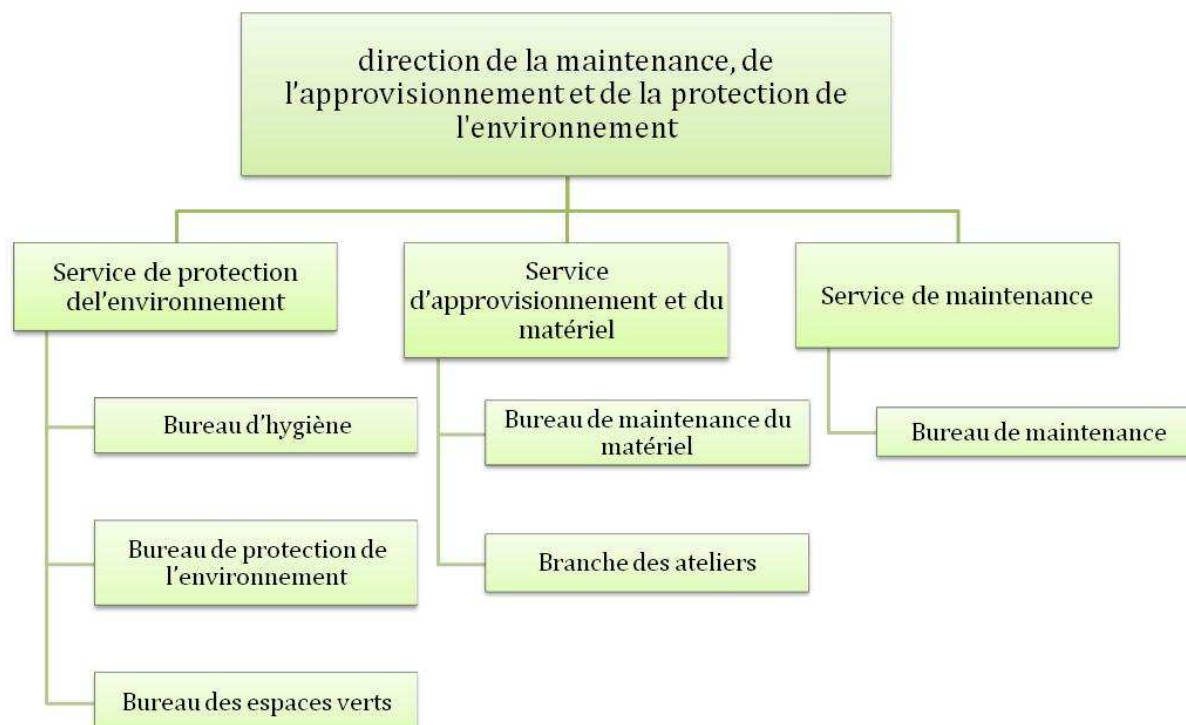 direction de la maintenance, de
l'approvisionnement et de la protection de
l'environnement
Service de protection
del'environnement
Service
d'approvisionnement et du
matériel
Service de maintenance
Bureau d'hygiène
Bureau de protection de
l'environnement
Bureau des espaces verts
Bureau de maintenance du
matériel
Branche des ateliers
Bureau de maintenance